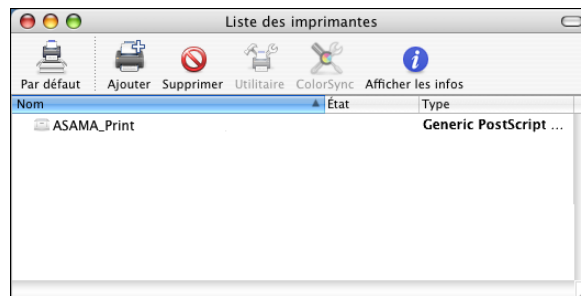 Liste des imprimantes
Par défaut Ajouter Supprimer Utilitaire ColorSync Afficher les infos
Nom État Type
ASAMA_Print Generic PostScript ...